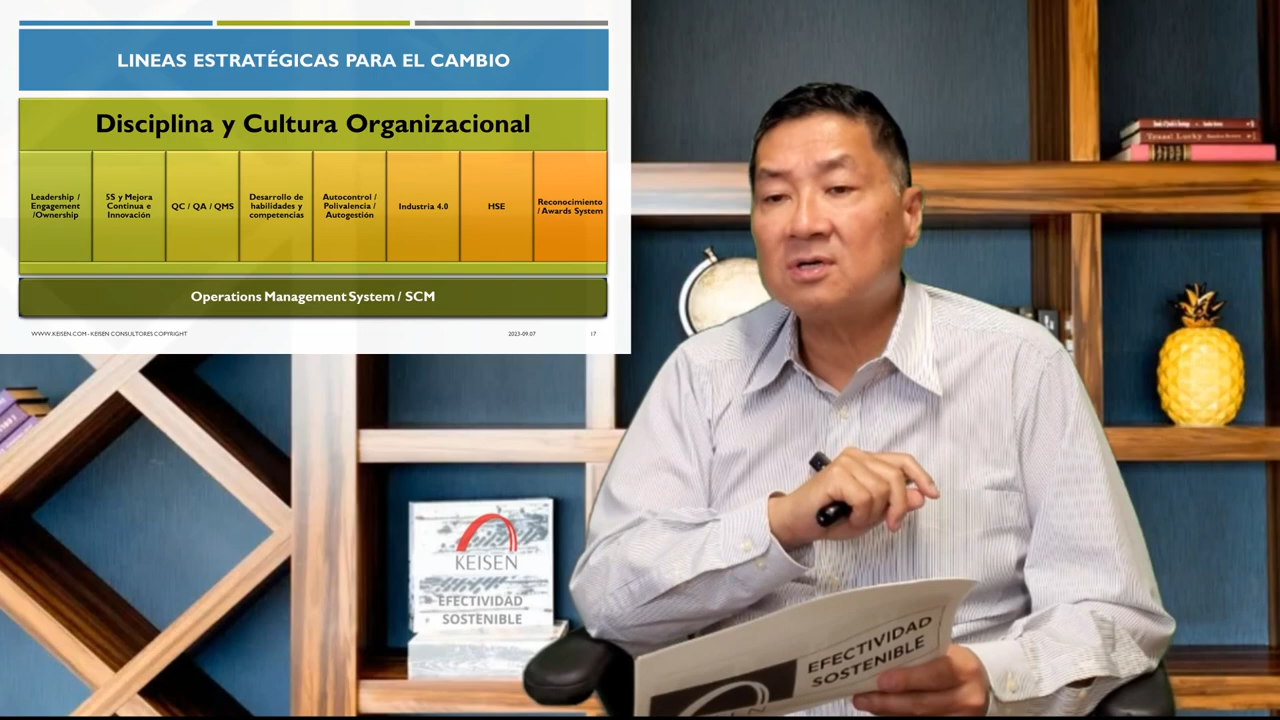 LINEAS ESTRATÉGICAS PARA EL CAMBIO
Disciplina y Cultura Organizacional
Leadership /
Engagement
/Ownership
5S y Mejora
Continua e
Innovación
QC / QA / QMS
Desarrollo de
habilidades y
competencias
Autocontrol /
Polivalencia /
Autogestión
Industria 4.0
HSE
Reconocimiento
/ Awards System
Operations Management System / SCM
WWW.KEISEN.COM - KEISEN CONSULTORES COPYRIGHT
2023-09.07
17
KEISEN
EFECTIVIDAD
SOSTENIBLE
EFECTIVIDAD
SOSTENIBLE